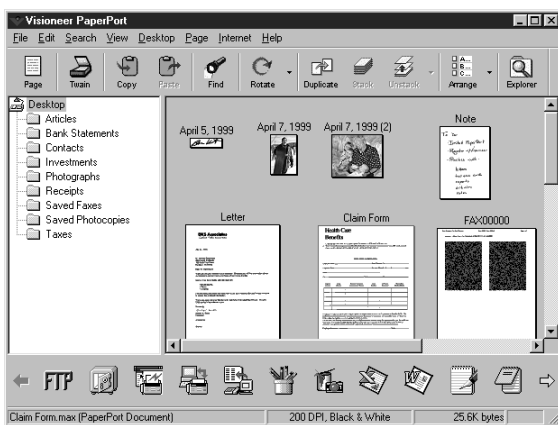 Visioneer PaperPort
File Edit Search View Desktop Page Internet Help
Page Twain Copy Paste Find Rotate Duplicate Stack Unstack Arrange Explorer
Desktop
Articles
Bank Statements
Contacts
Investments
Photographs
Receipts
Saved Faxes
Saved Photocopies
Taxes
April 5, 1999
April 7, 1999
April 7, 1999 (2)
Note
Letter
Claim Form
FAX00000
BKS Associates
Health Care
Benefits
FTP
Claim Form.max (PaperPort Document) 200 DPI, Black & White 25.6K bytes